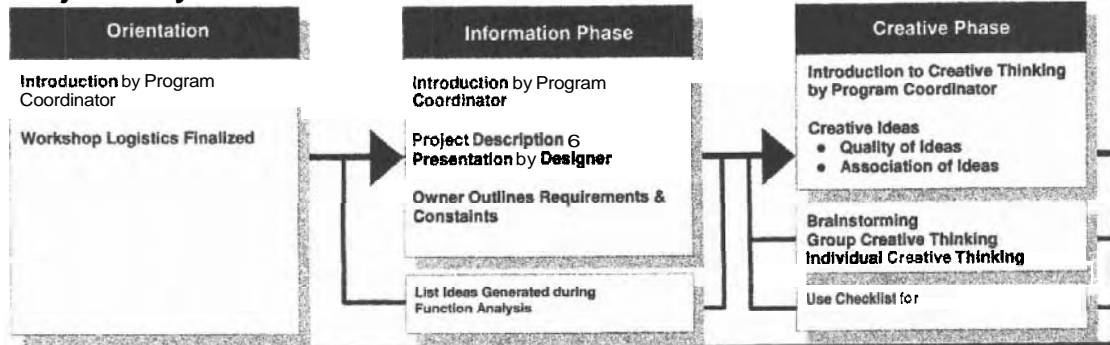 Orientation
Introduction by Program
Coordinator
Workshop Logistics Finalized
Information Phase
Introduction by Program
Coordinator
Project Description 6
Presentation by Designer
Owner Outlines Requirements &
Constaints
List Ideas Generated during
Function Analysis
Creative Phase
Introduction to Creative Thinking
by Program Coordinator
Creative Ideas
• Quality of Ideas
• Association of Ideas
Brainstorming
Group Creative Thinking
Individual Creative Thinking
Use Checklist for